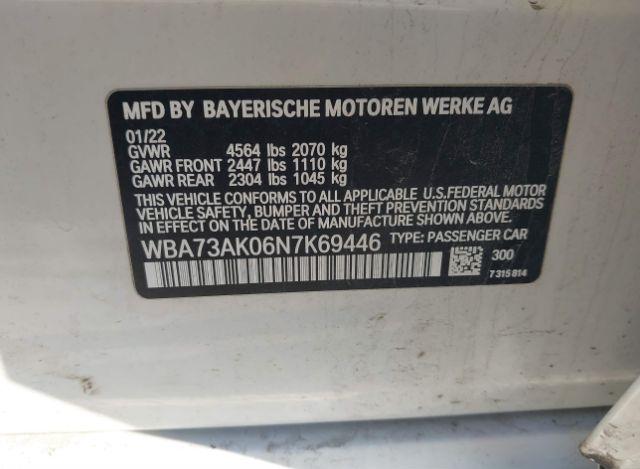 MFD BY BAYERISCHE MOTOREN WERKE AG
01/22
GVWR 4564 lbs 2070 kg
GAWR FRONT 2447 lbs 1110 kg
GAWR REAR 2304 lbs 1045 kg
THIS VEHICLE CONFORMS TO ALL APPLICABLE U.S.FEDERAL MOTOR
VEHICLE SAFETY, BUMPER, AND THEFT PREVENTION STANDARDS
IN EFFECT ON THE DATE OF MANUFACTURE SHOWN ABOVE.
WBA73AK06N7K69446 TYPE: PASSENGER CAR
300
7315814